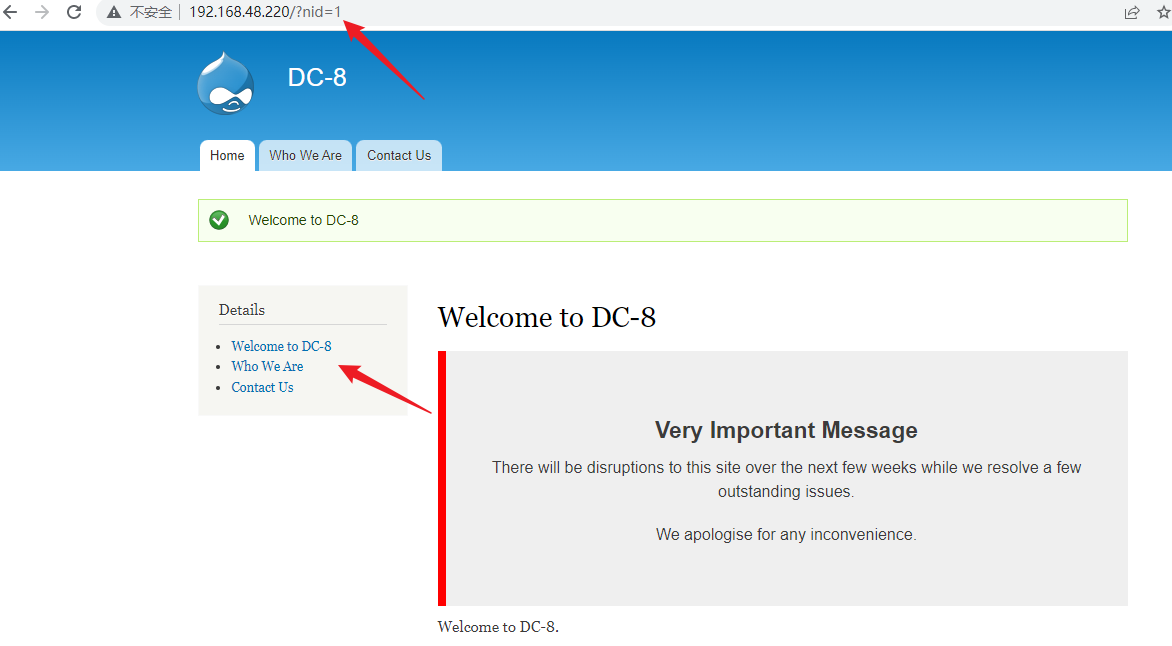 不安全 192.168.48.220/?nid=1
DC-8
Home Who We Are Contact Us
Welcome to DC-8
Details
Welcome to DC-8
Who We Are
Contact Us
Welcome to DC-8
Very Important Message
There will be disruptions to this site over the next few weeks while we resolve a few
outstanding issues.
We apologise for any inconvenience.
Welcome to DC-8.